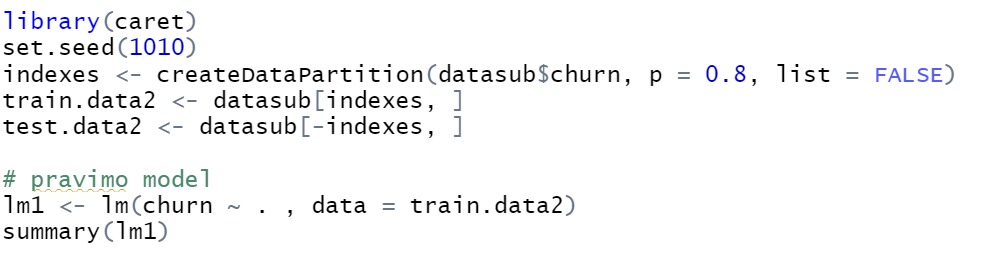 library(caret)
set.seed(1010)
indexes <- createDataPartition(datasub$churn, p = 0.8, list = FALSE)
train.data2 <- datasub[indexes, ]
test.data2 <- datasub[-indexes, ]
# pravimo model
lm1 <- lm(churn ~ . , data = train.data2)
summary(lm1)